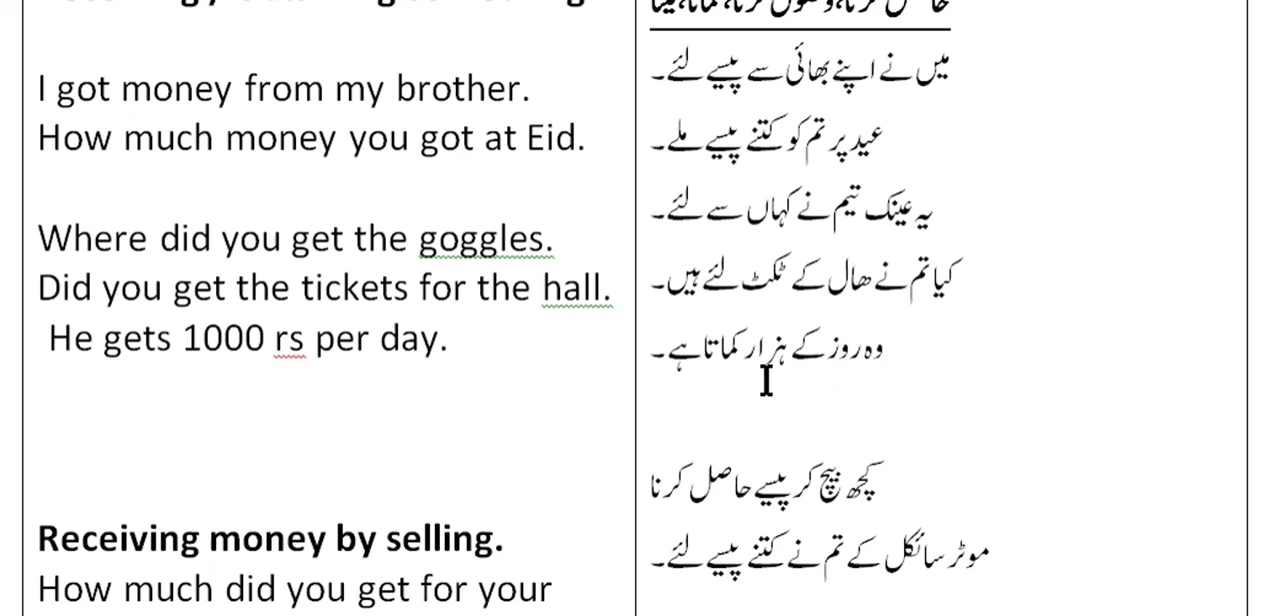 I got money from my brother.
How much money you got at Eid.
Where did you get the goggles.
Did you get the tickets for the hall.
He gets 1000 rs per day.
Receiving money by selling.
How much did you get for your
میں نے اپنے بھائی سے پیسے لئے۔
عید پر تم کو کتنے پیسے ملے۔
یہ عینک تیم نے کہاں سے لئے۔
کیا تم نے ھال کے ٹکٹ لئے ہیں۔
وہ روز کے ہزار کماتا ہے۔
کچھ بیچ کر پیسے حاصل کرنا
موٹر سائکل کے تم نے کتنے پیسے لئے۔